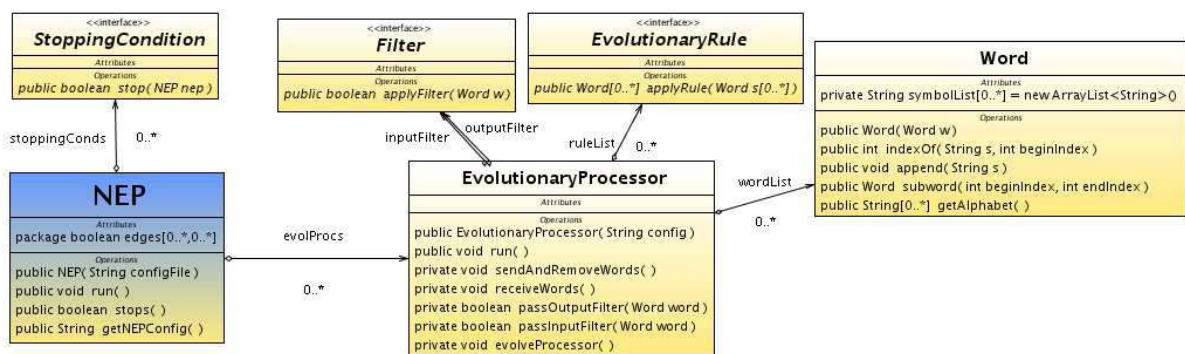 <<interface>>
StoppingCondition
Attributes
Operations
public boolean stop( NEP nep )
<<interface>>
Filter
Attributes
Operations
public boolean applyFilter( Word w )
<<interface>>
EvolutionaryRule
Attributes
Operations
public Word[0..*] applyRule( Word s[0..*] )
Word
Attributes
private String symbolList[0..*] = new ArrayList<String>()
Operations
public Word( Word w )
public int indexOf( String s, int beginIndex )
public void append( String s )
public Word subword( int beginIndex, int endIndex )
public String[0..*] getAlphabet( )
stoppingConds
0..*
inputFilter
outputFilter
ruleList
0..*
wordList
0..*
NEP
Attributes
package boolean edges[0..*,0..*]
Operations
public NEP( String configFile )
public void run( )
public boolean stops( )
public String getNEPConfig( )
evolProcs
0..*
EvolutionaryProcessor
Attributes
Operations
public EvolutionaryProcessor( String config )
public void run( )
private void sendAndRemoveWords( )
private void receiveWords( )
private boolean passOutputFilter( Word word )
private boolean passInputFilter( Word word )
private void evolveProcessor( )